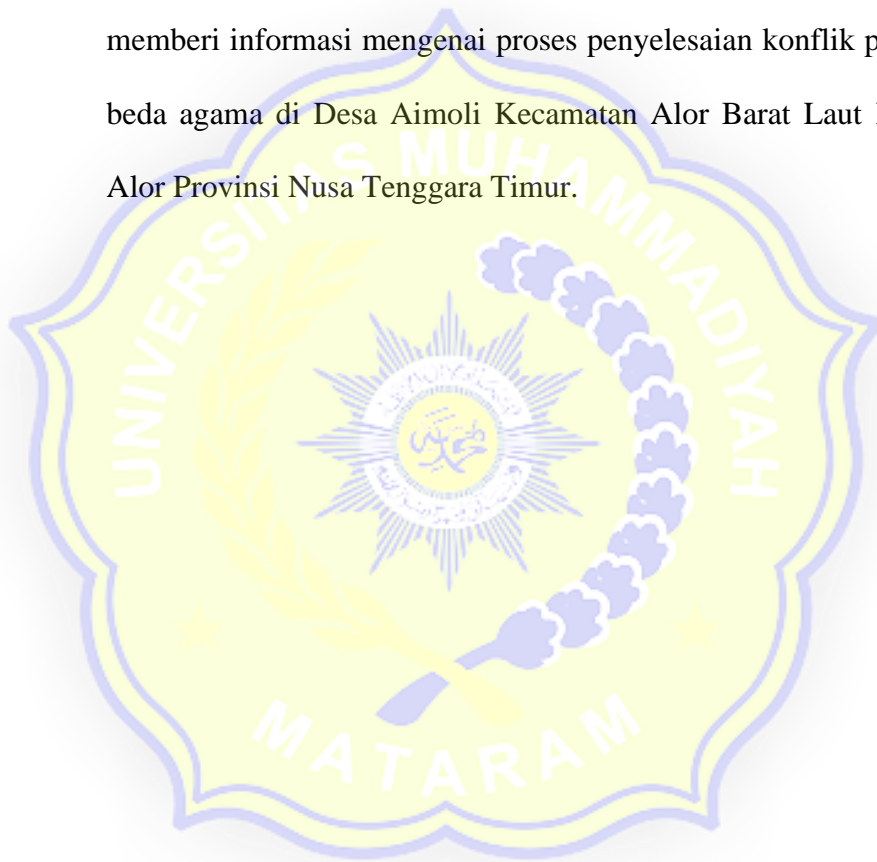 memberi informasi mengenai proses penyelesaian konflik p
beda agama di Desa Aimoli Kecamatan Alor Barat Laut
Alor Provinsi Nusa Tenggara Timur.
UNIVERSITAS MUHAMMADIYAH
MATARAM